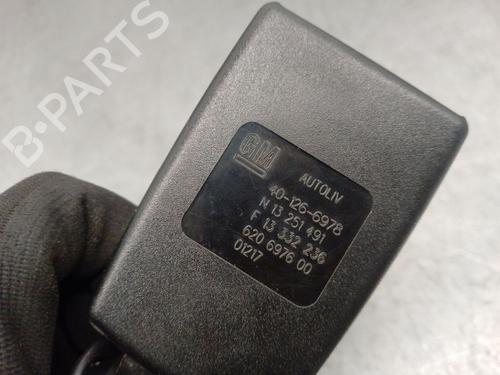 B-PARTS
GM
AUTOLIV
40-126-6978
N 13 251 491
F 13 332 236
620 6976 00
01217